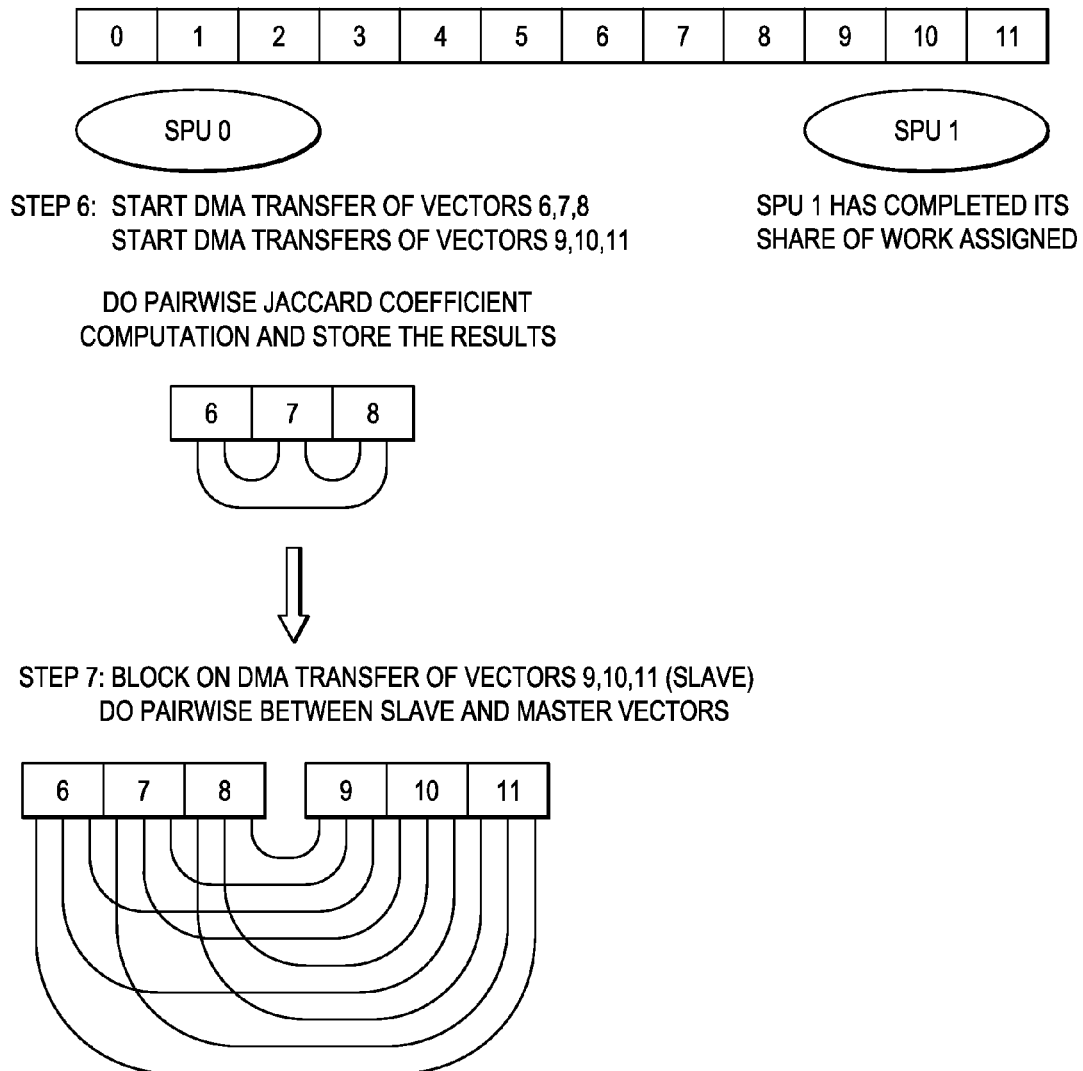 0 1 2 3 4 5 6 7 8 9 10 11
SPU 0 SPU 1
STEP 6: START DMA TRANSFER OF VECTORS 6,7,8
START DMA TRANSFERS OF VECTORS 9,10,11
SPU 1 HAS COMPLETED ITS
SHARE OF WORK ASSIGNED
DO PAIRWISE JACCARD COEFFICIENT
COMPUTATION AND STORE THE RESULTS
6 7 8
STEP 7: BLOCK ON DMA TRANSFER OF VECTORS 9,10,11 (SLAVE)
DO PAIRWISE BETWEEN SLAVE AND MASTER VECTORS
6 7 8 9 10 11